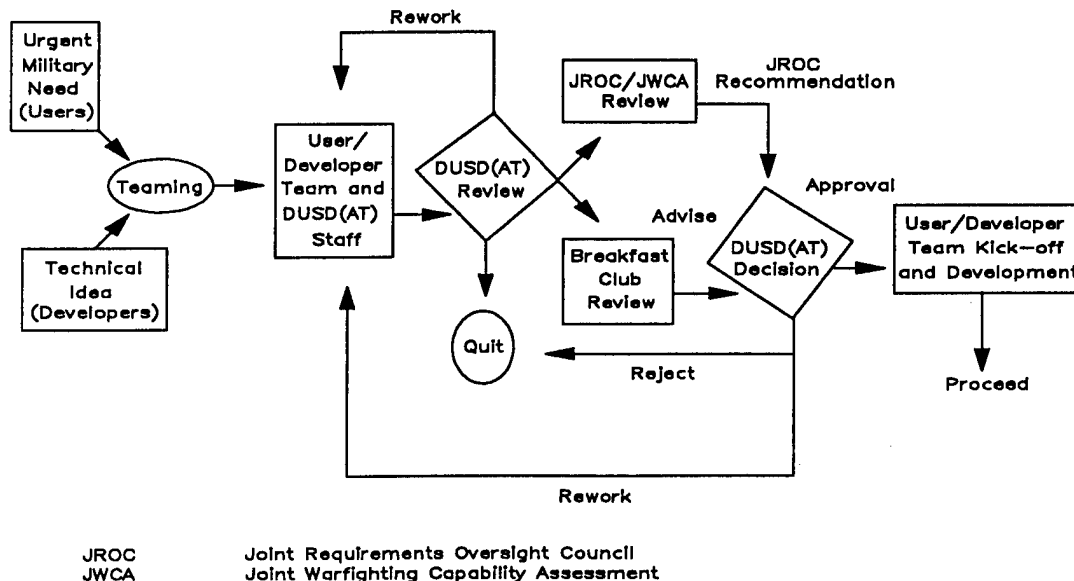 Urgent
Military
Need
(Users)
Teaming
Technical
Idea
(Developers)
Rework
User/
Developer
Team and
DUSD(AT)
Staff
DUSD(AT)
Review
Quit
JROC/JWCA
Review
JROC
Recommendation
Breakfast
Club
Review
Advise
DUSD(AT)
Decision
Approval
User/Developer
Team Kick-off
and Development
Proceed
Reject
Rework
JROC Joint Requirements Oversight Council
JWCA Joint Warfighting Capability Assessment